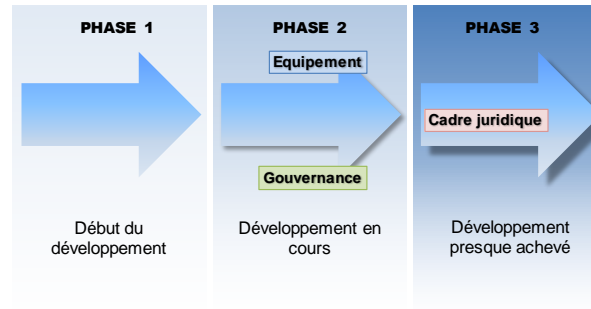 PHASE 1
Début du
développement
PHASE 2
Equipement
Gouvernance
Développement en
cours
PHASE 3
Cadre juridique
Développement
presque achevé